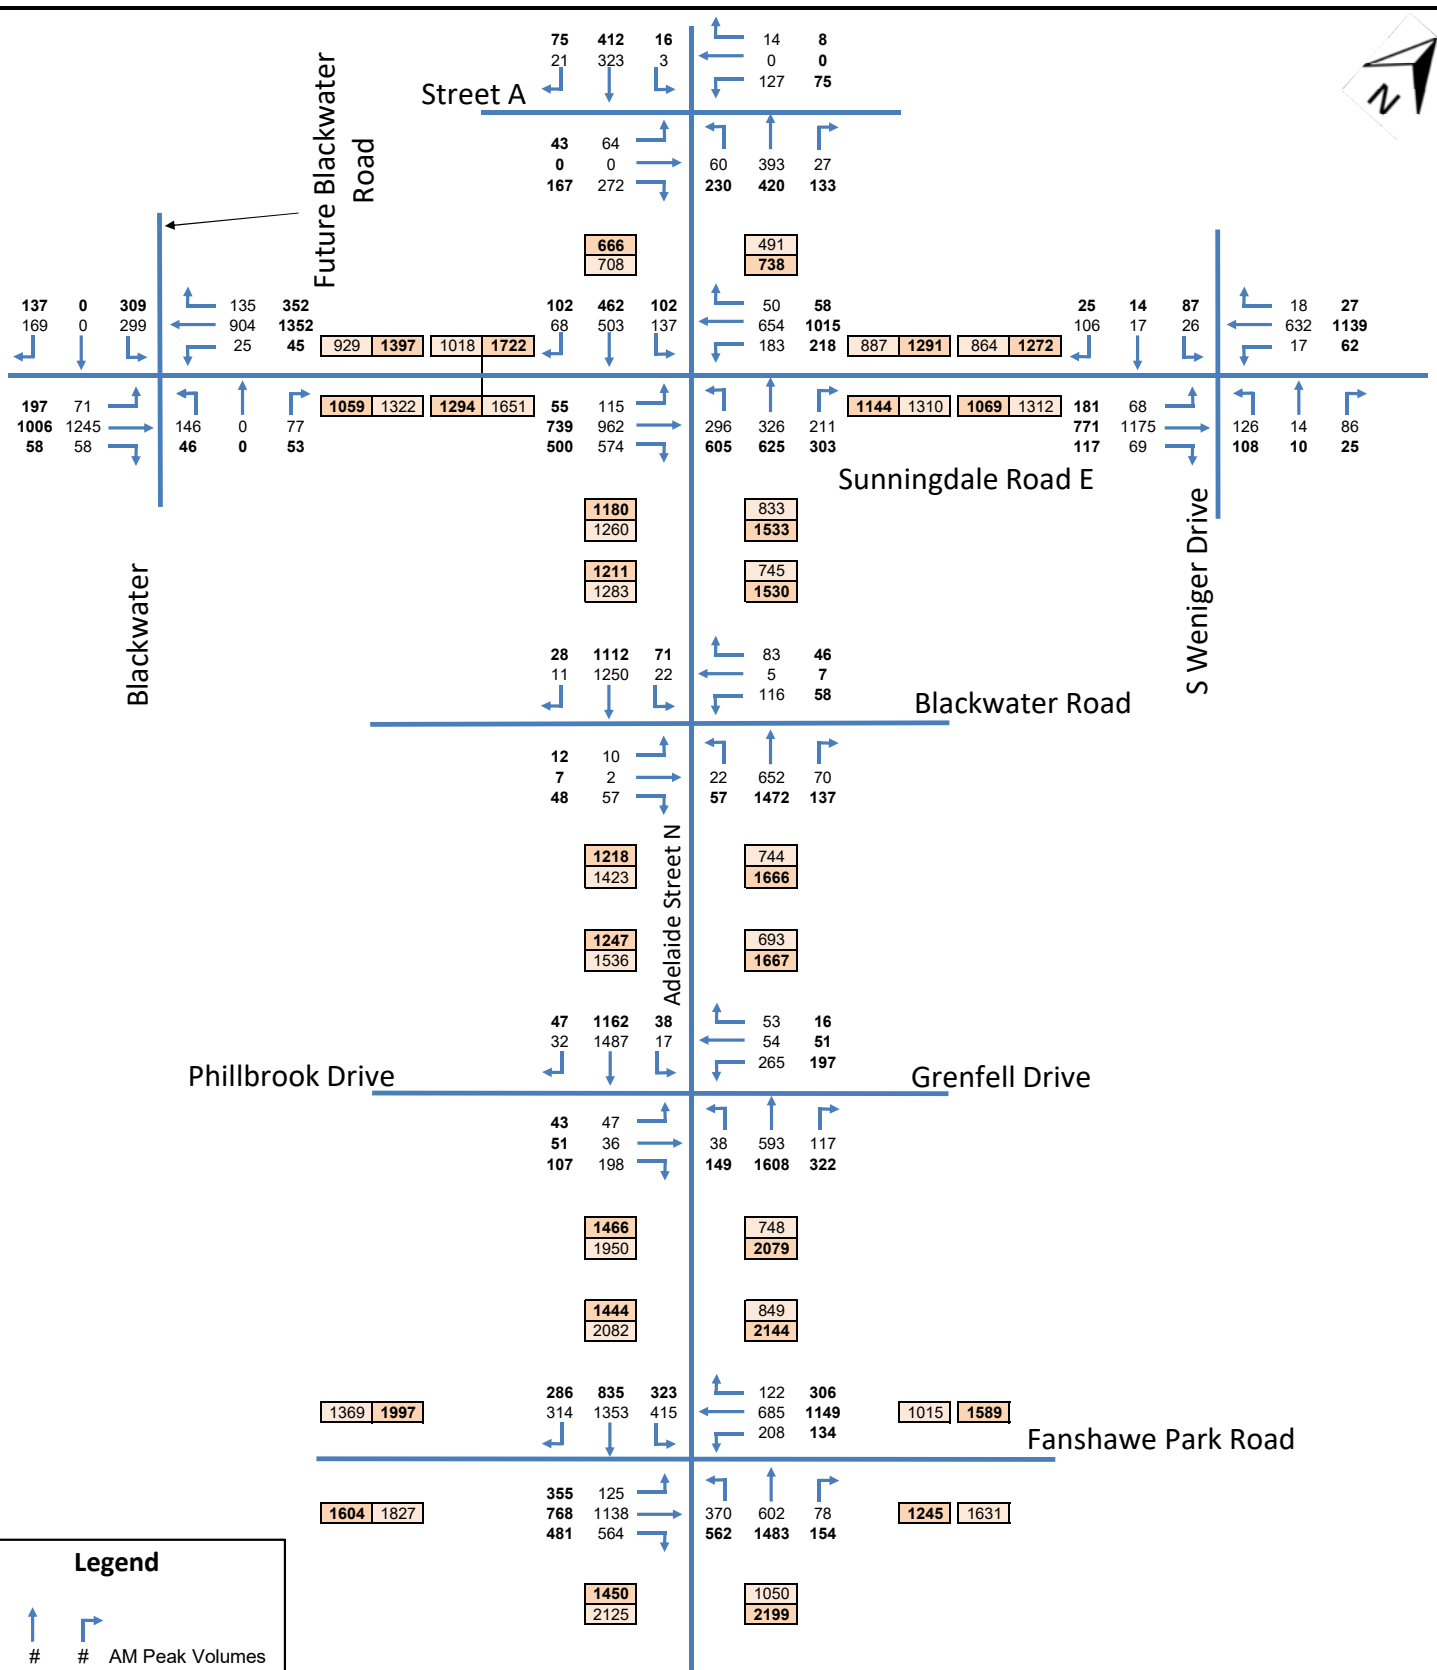 75 412 16 14 8
21 323 3 0 0
127 75
Street A
N
43 64
0 0 60 393 27
167 272 230 420 133
Future Blackwater
Road
666 491
708 738
137 0 309 135 352 102 462 102 50 58 25 14 87 18 27
169 0 299 904 1352 68 503 137 654 1015 106 17 26 632 1139
25 45 929 1397 1018 1722 183 218 887 1291 864 1272 17 62
197 71 1059 1322 1294 1651 55 115 1144 1310 1069 1312 181 68
1006 1245 146 0 77 739 962 296 326 211 771 1175 126 14 86
58 58 46 0 53 500 574 605 625 303 117 69 108 10 25
Sunningdale Road E
S Weniger Drive
1180 833
1260 1533
1211 745
1283 1530
Blackwater
28 1112 71 83 46
11 1250 22 5 7
116 58
Blackwater Road
12 10
7 2 22 652 70
48 57 57 1472 137
Adelaide Street N
1218 744
1423 1666
1247 693
1536 1667
47 1162 38 53 16
32 1487 17 54 51
265 197
Phillbrook Drive Grenfell Drive
43 47
51 36 38 593 117
107 198 149 1608 322
1466 748
1950 2079
1444 849
2082 2144
286 835 323 122 306
1369 1997 314 1353 415 685 1149 1015 1589
208 134
Fanshawe Park Road
355 125
1604 1827 768 1138 370 602 78 1245 1631
481 564 562 1483 154
Legend
1450 1050
2125 2199
# # AM Peak Volumes